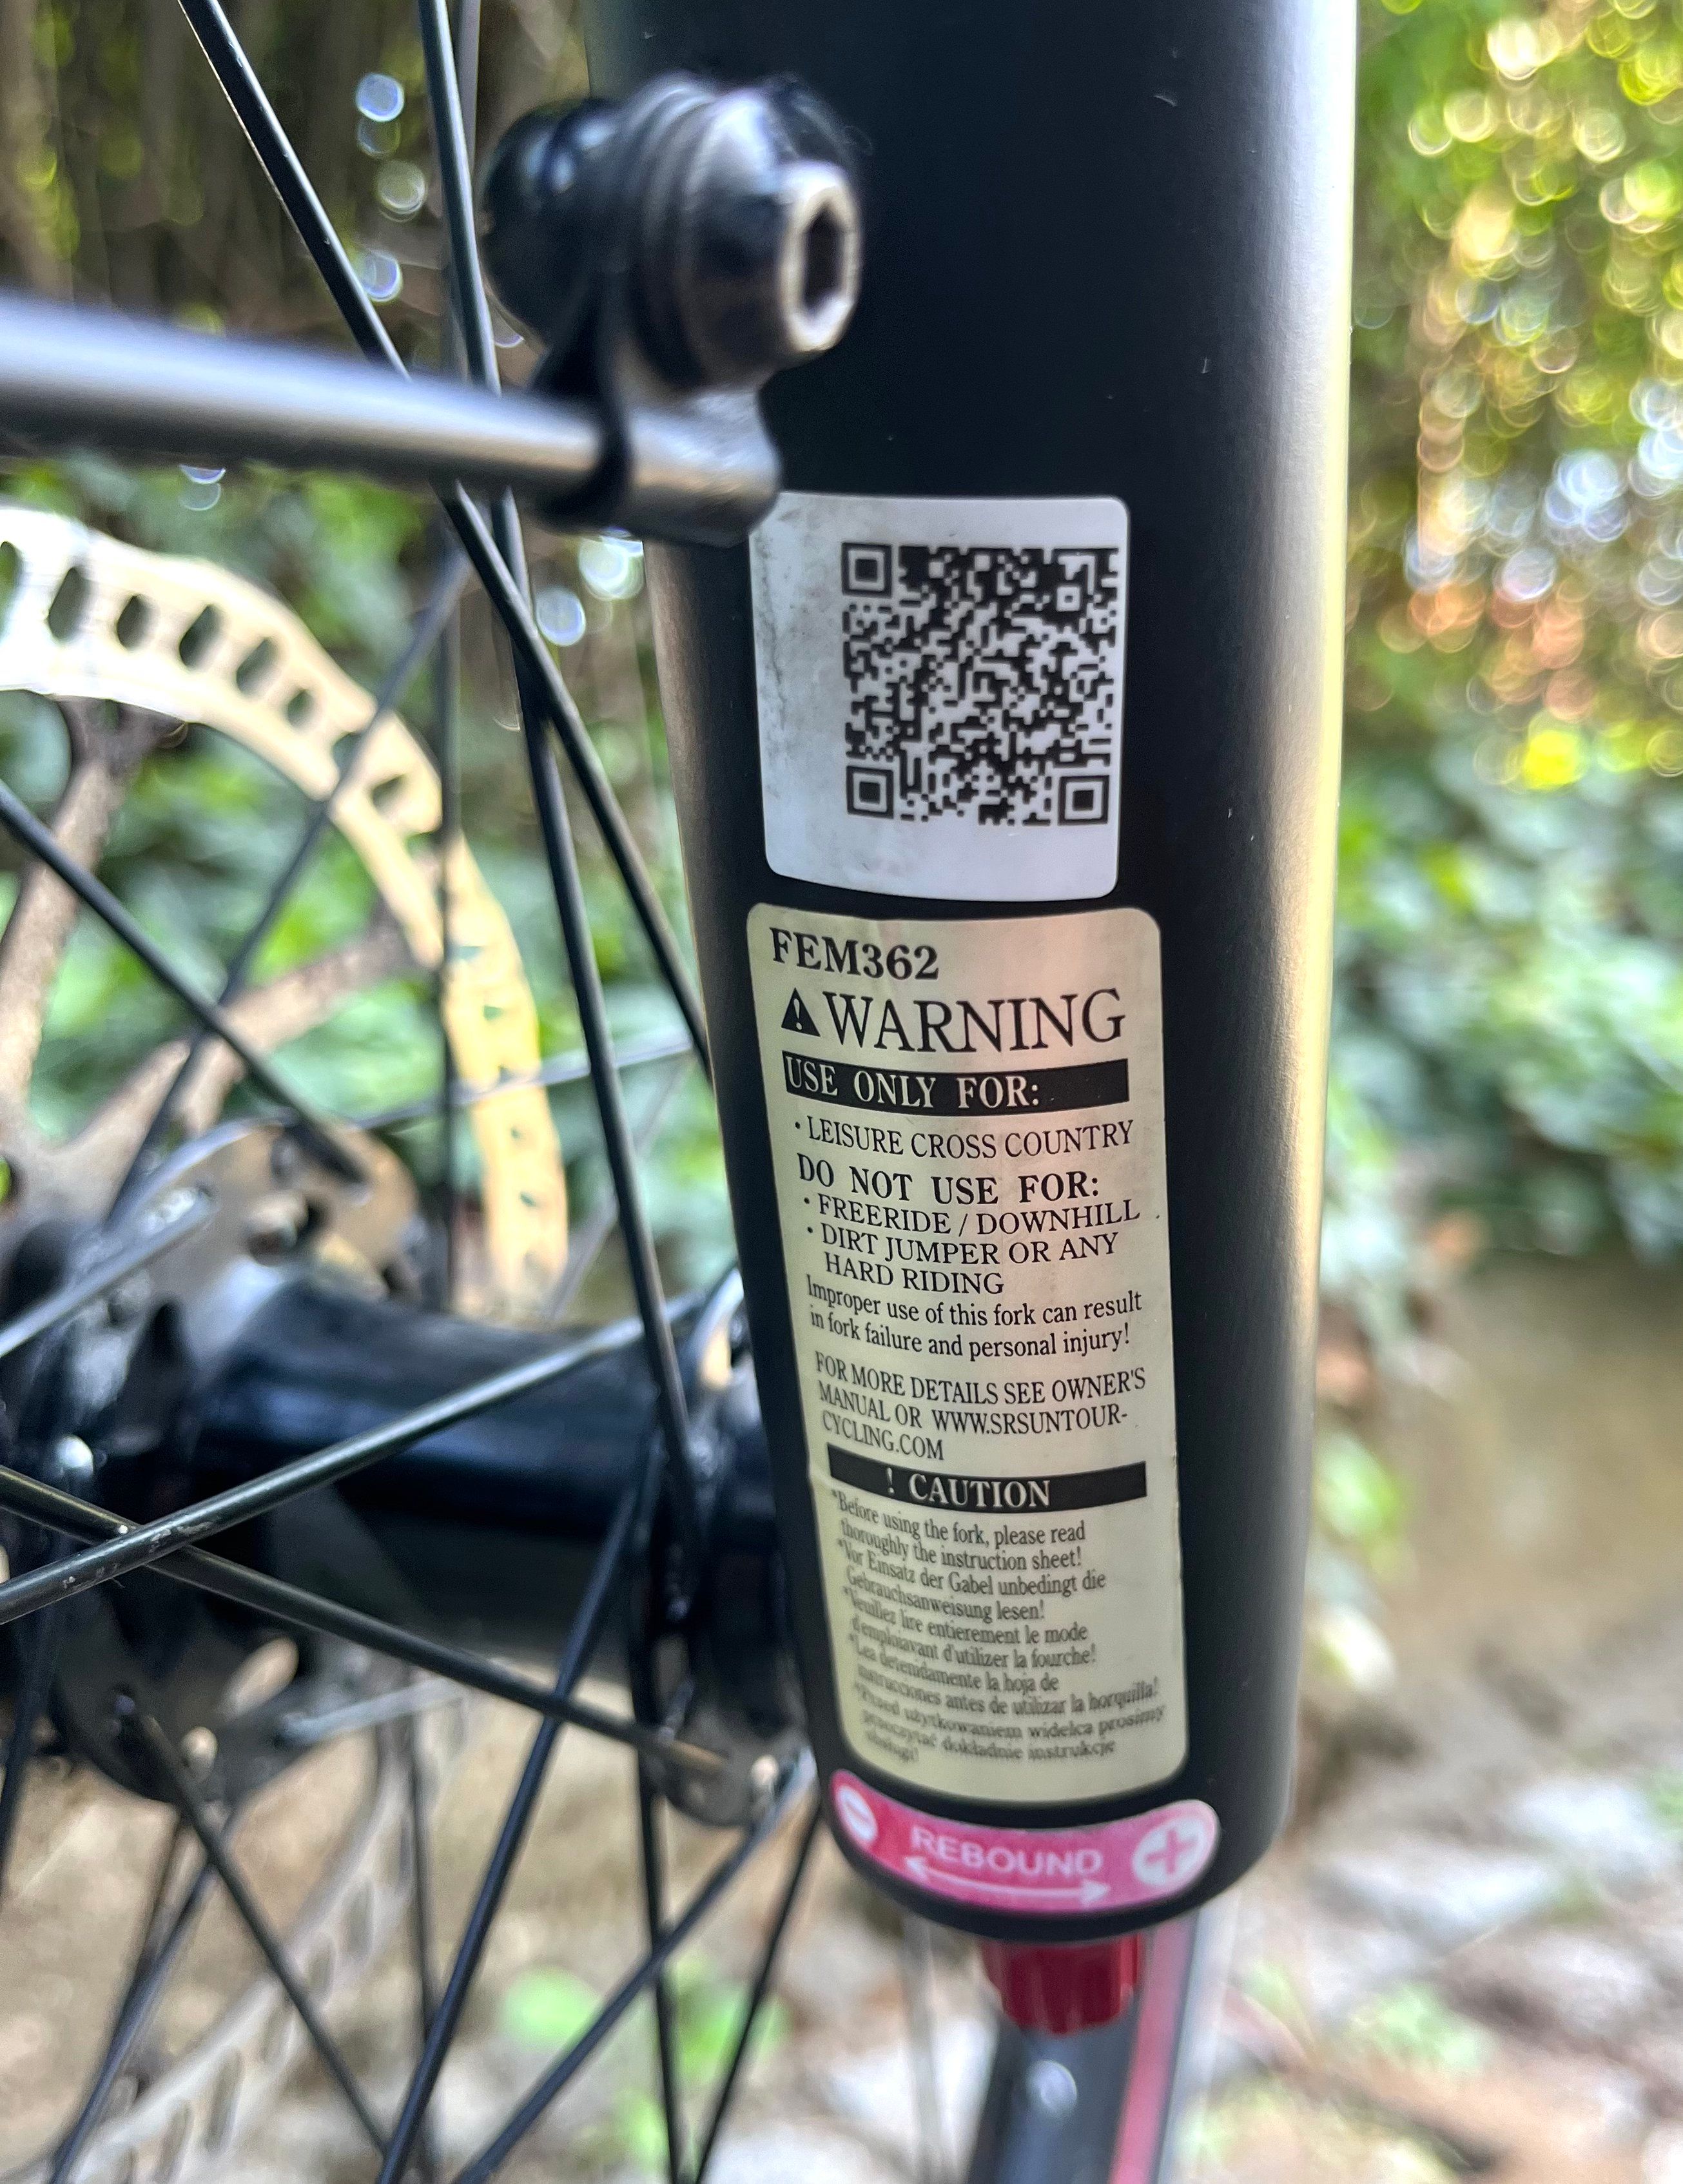 FEM362
WARNING
USE ONLY FOR:
· LEISURE CROSS COUNTRY
DO NOT USE FOR:
· FREERIDE / DOWNHILL
· DIRT JUMPER OR ANY
HARD RIDING
Improper use of this fork can result
in fork failure and personal injury!
FOR MORE DETAILS SEE OWNER'S
MANUAL OR WWW.SRSUNTOUR-
CYCLING.COM
! CAUTION
*Before using the fork, please read
thoroughly the instruction sheet!
*Vor Einsatz der Gabel unbedingt die
Gebrauchsanweisung lesen!
*Veuillez lire entierement le mode
d'emploiavant d'utilizer la fourche!
*Lea detenidamente la hoja de
instrucciones antes de utilizar la horquilla!
*Przed użytkowaniem widelca prosimy
przeczytać dokładnie instrukcje
obsługi!
- REBOUND +